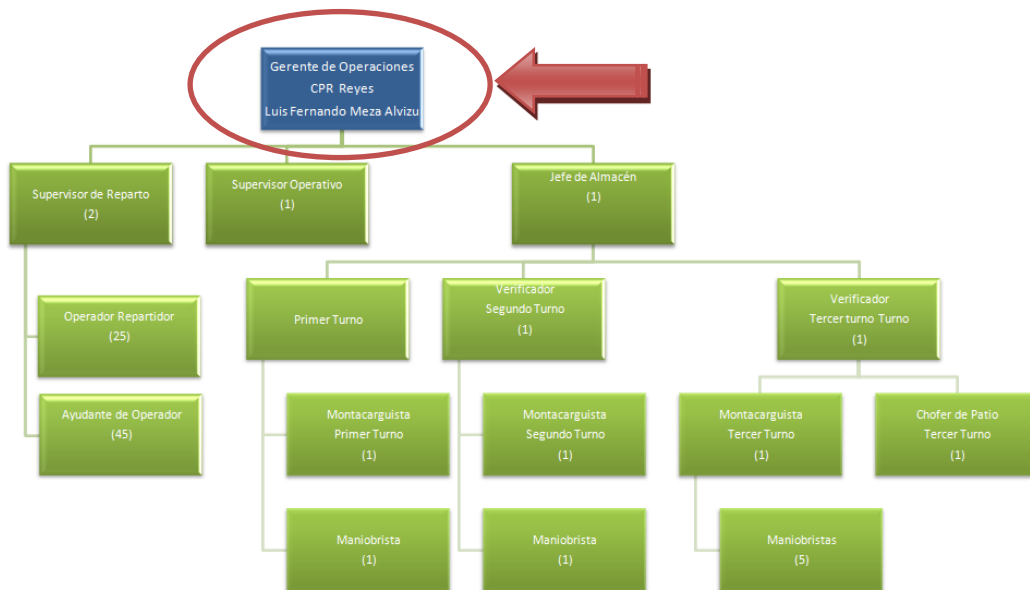 Gerente de Operaciones
CPR Reyes
Luis Fernando Meza Alvizu
Supervisor de Reparto
(2)
Supervisor Operativo
(1)
Jefe de Almacén
(1)
Operador Repartidor
(25)
Ayudante de Operador
(45)
Primer Turno
Verificador
Segundo Turno
(1)
Verificador
Tercer turno Turno
(1)
Montacarguista
Primer Turno
(1)
Maniobrista
(1)
Montacarguista
Segundo Turno
(1)
Maniobrista
(1)
Montacarguista
Tercer Turno
(1)
Chofer de Patio
Tercer Turno
(1)
Maniobristas
(5)